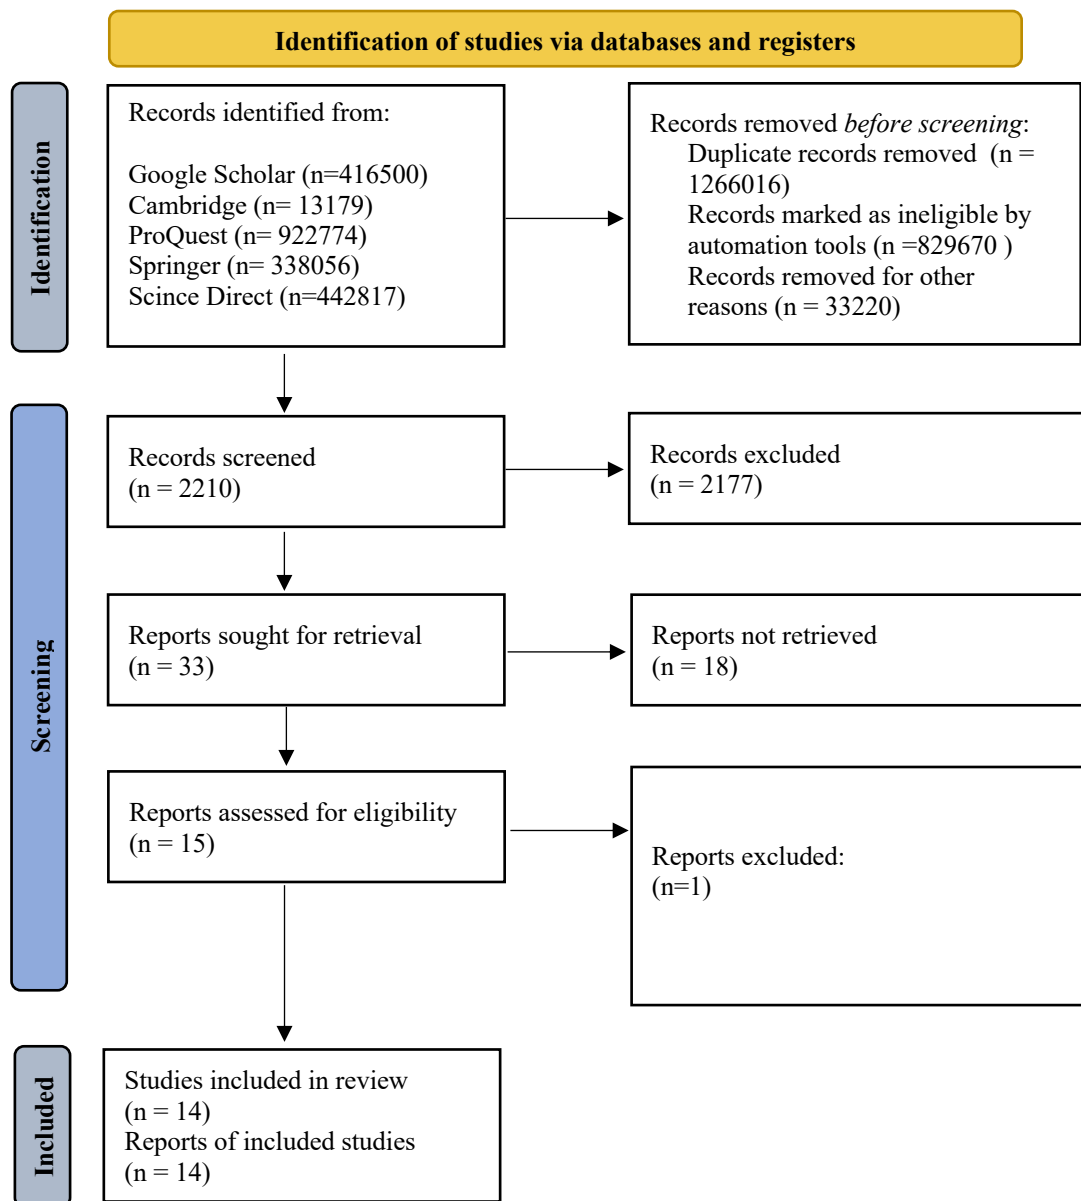 Identification of studies via databases and registers
Identification
Records identified from:
Google Scholar (n=416500)
Cambridge (n= 13179)
ProQuest (n= 922774)
Springer (n= 338056)
Scince Direct (n=442817)
Records removed before screening:
Duplicate records removed (n =
1266016)
Records marked as ineligible by
automation tools (n =829670 )
Records removed for other
reasons (n = 33220)
Screening
Records screened
(n = 2210)
Records excluded
(n = 2177)
Reports sought for retrieval
(n = 33)
Reports not retrieved
(n = 18)
Reports assessed for eligibility
(n = 15)
Reports excluded:
(n=1)
Included
Studies included in review
(n = 14)
Reports of included studies
(n = 14)